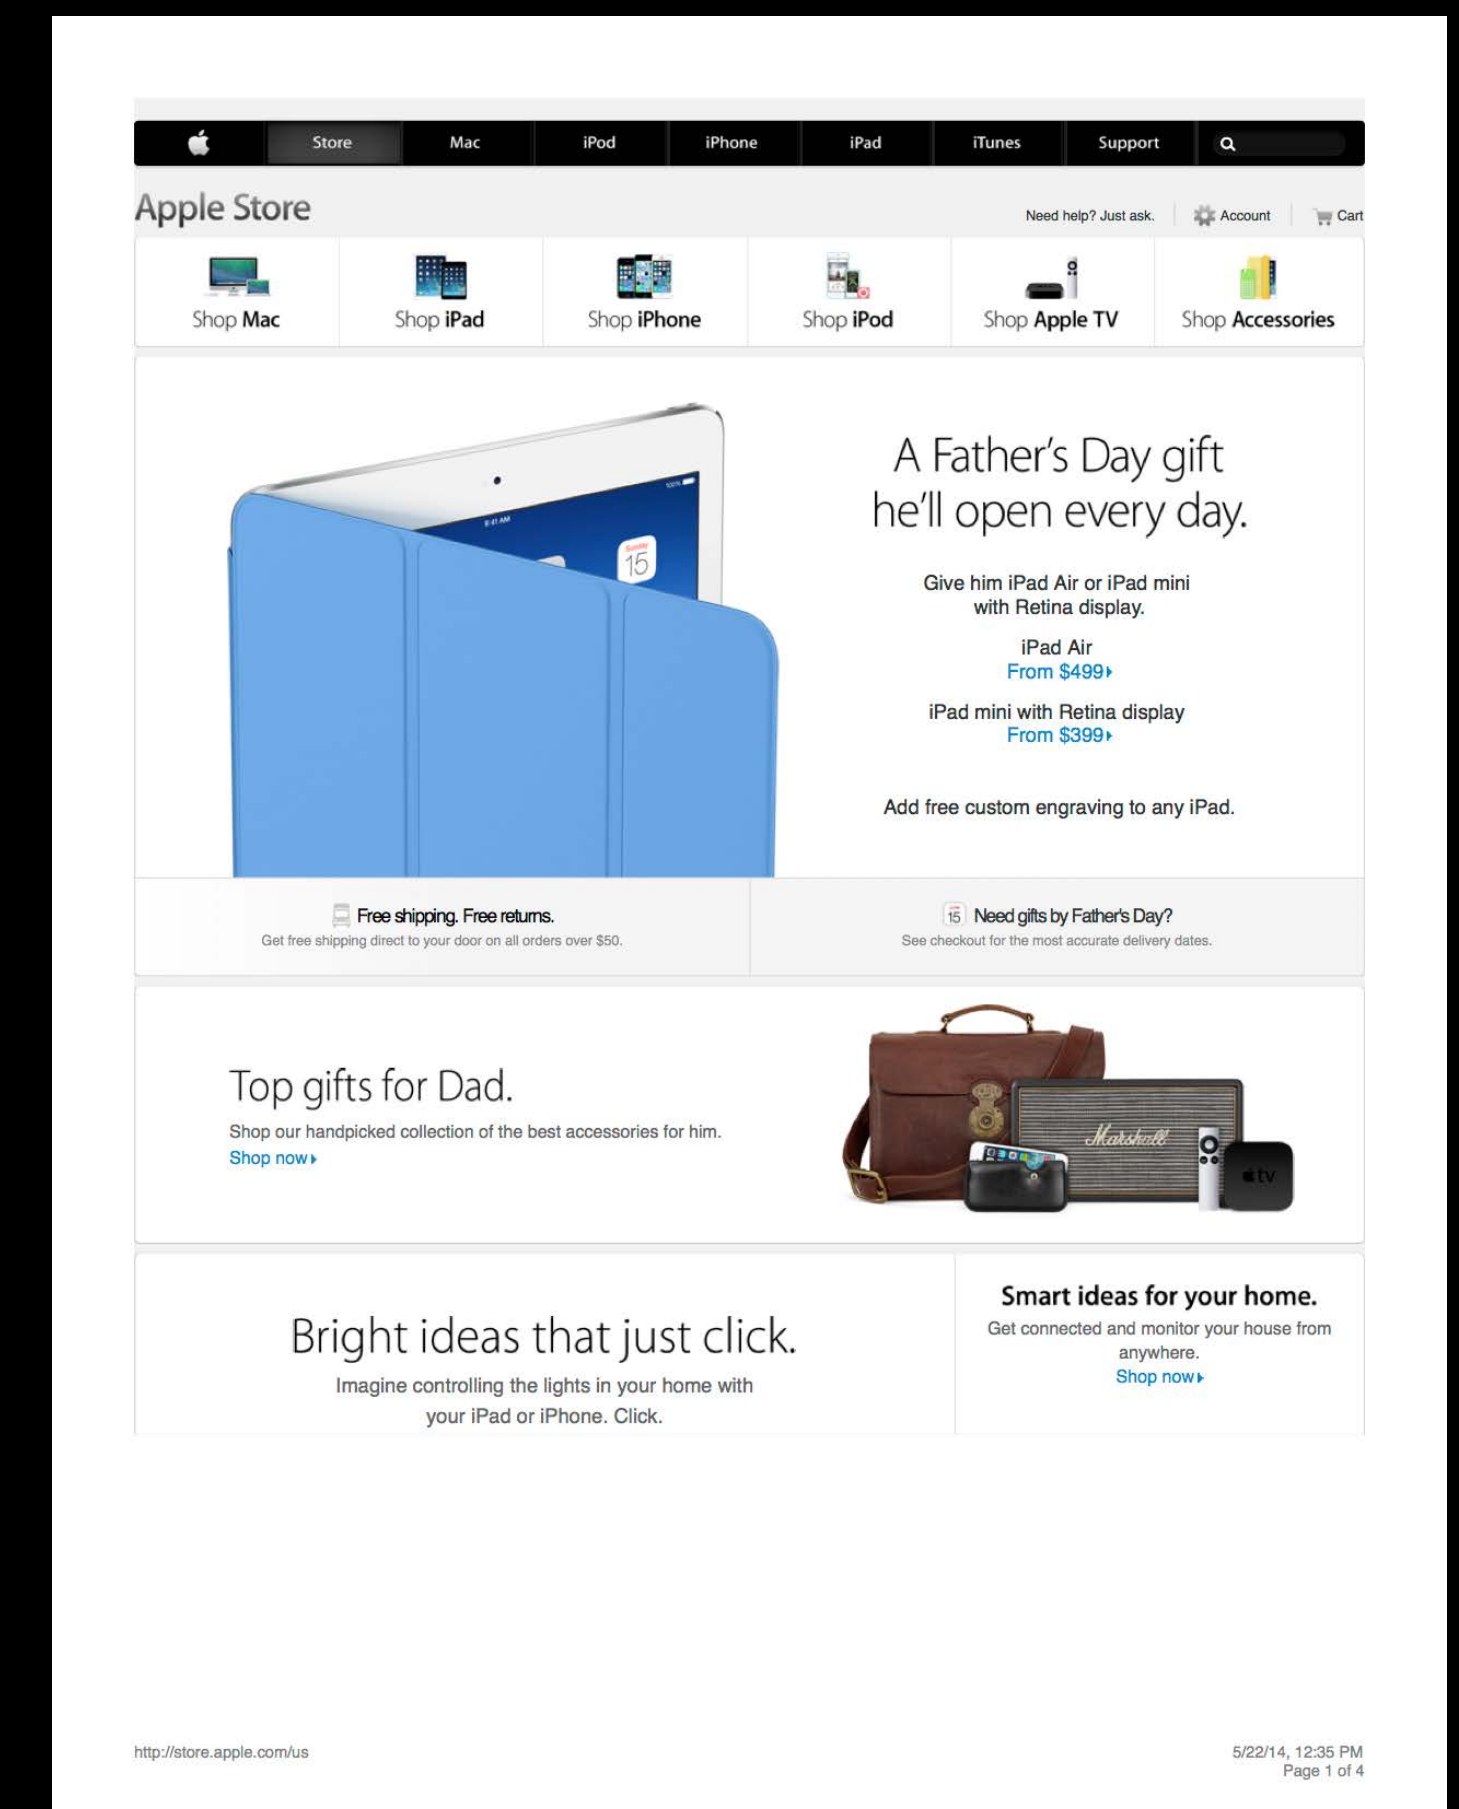 Store Mac iPod iPhone iPad iTunes Support
Apple Store
Need help? Just ask. Account Cart
Shop Mac Shop iPad Shop iPhone Shop iPod Shop Apple TV Shop Accessories
A Father's Day gift
he'll open every day.
Give him iPad Air or iPad mini
with Retina display.
iPad Air
From $499
iPad mini with Retina display
From $399
Add free custom engraving to any iPad.
9:41 AM
100%
Sunday
15
Free shipping. Free returns.
Get free shipping direct to your door on all orders over $50.
15
Need gifts by Father's Day?
See checkout for the most accurate delivery dates.
Top gifts for Dad.
Shop our handpicked collection of the best accessories for him.
Shop now
Marshall
tv
Bright ideas that just click.
Imagine controlling the lights in your home with
your iPad or iPhone. Click.
Smart ideas for your home.
Get connected and monitor your house from
anywhere.
Shop now
http://store.apple.com/us
5/22/14, 12:35 PM
Page 1 of 4